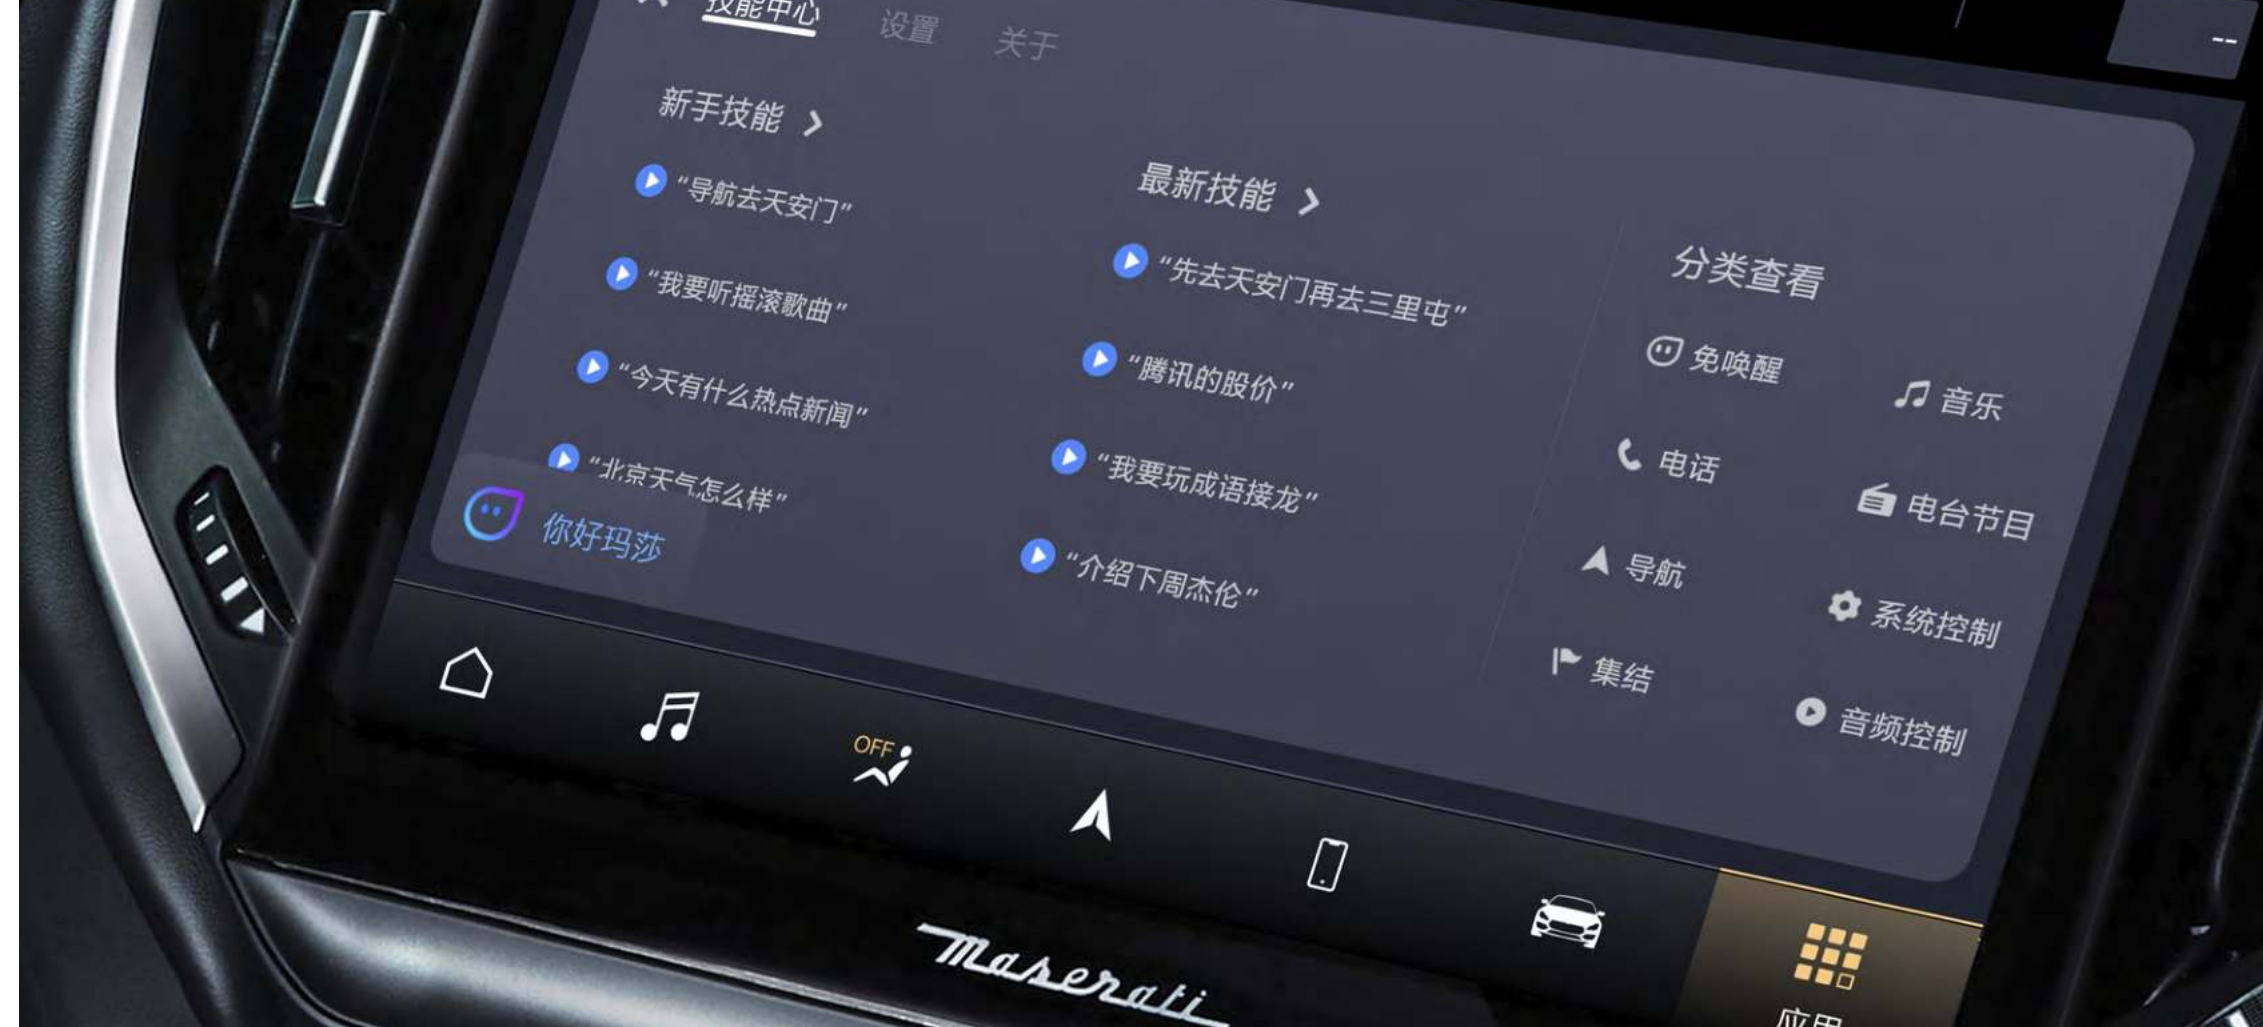 技能中心
设置
关于
--
新手技能
“导航去天安门”
“我要听摇滚歌曲”
“今天有什么热点新闻”
“北京天气怎么样”
你好玛莎
最新技能
“先去天安门再去三里屯”
“腾讯的股价”
“我要玩成语接龙”
“介绍下周杰伦”
分类查看
免唤醒
音乐
电话
电台节目
导航
系统控制
集结
音频控制
OFF
应用
Maserati